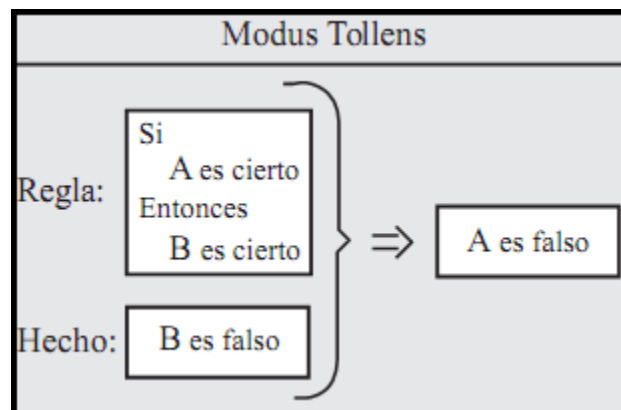 Modus Tollens
Regla:
Si
A es cierto
Entonces
B es cierto
Hecho:
B es falso
⇒
A es falso